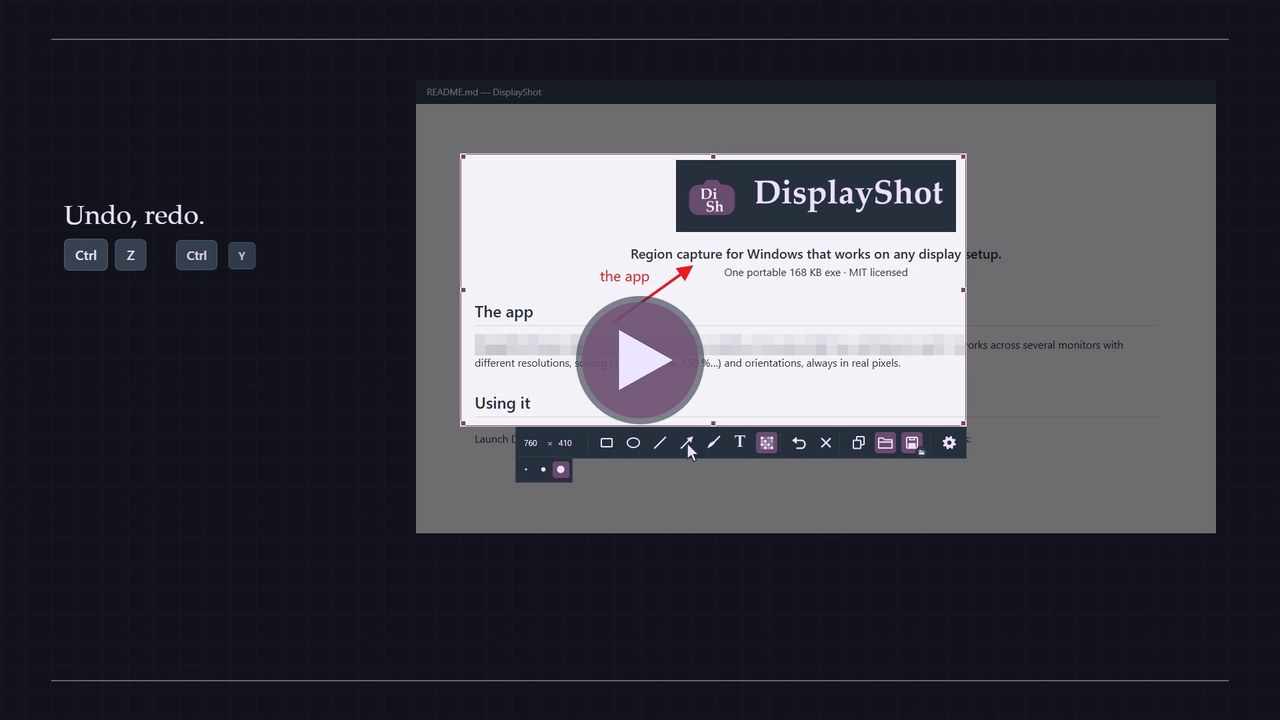 README.md — DisplayShot
Undo, redo.
Ctrl Z Ctrl Y
Di
Sh
DisplayShot
Region capture for Windows that works on any display setup.
the app
One portable 168 KB exe · MIT licensed
The app
works across several monitors with
different resolutions, %...) and orientations, always in real pixels.
Using it
Launch
760 × 410
T